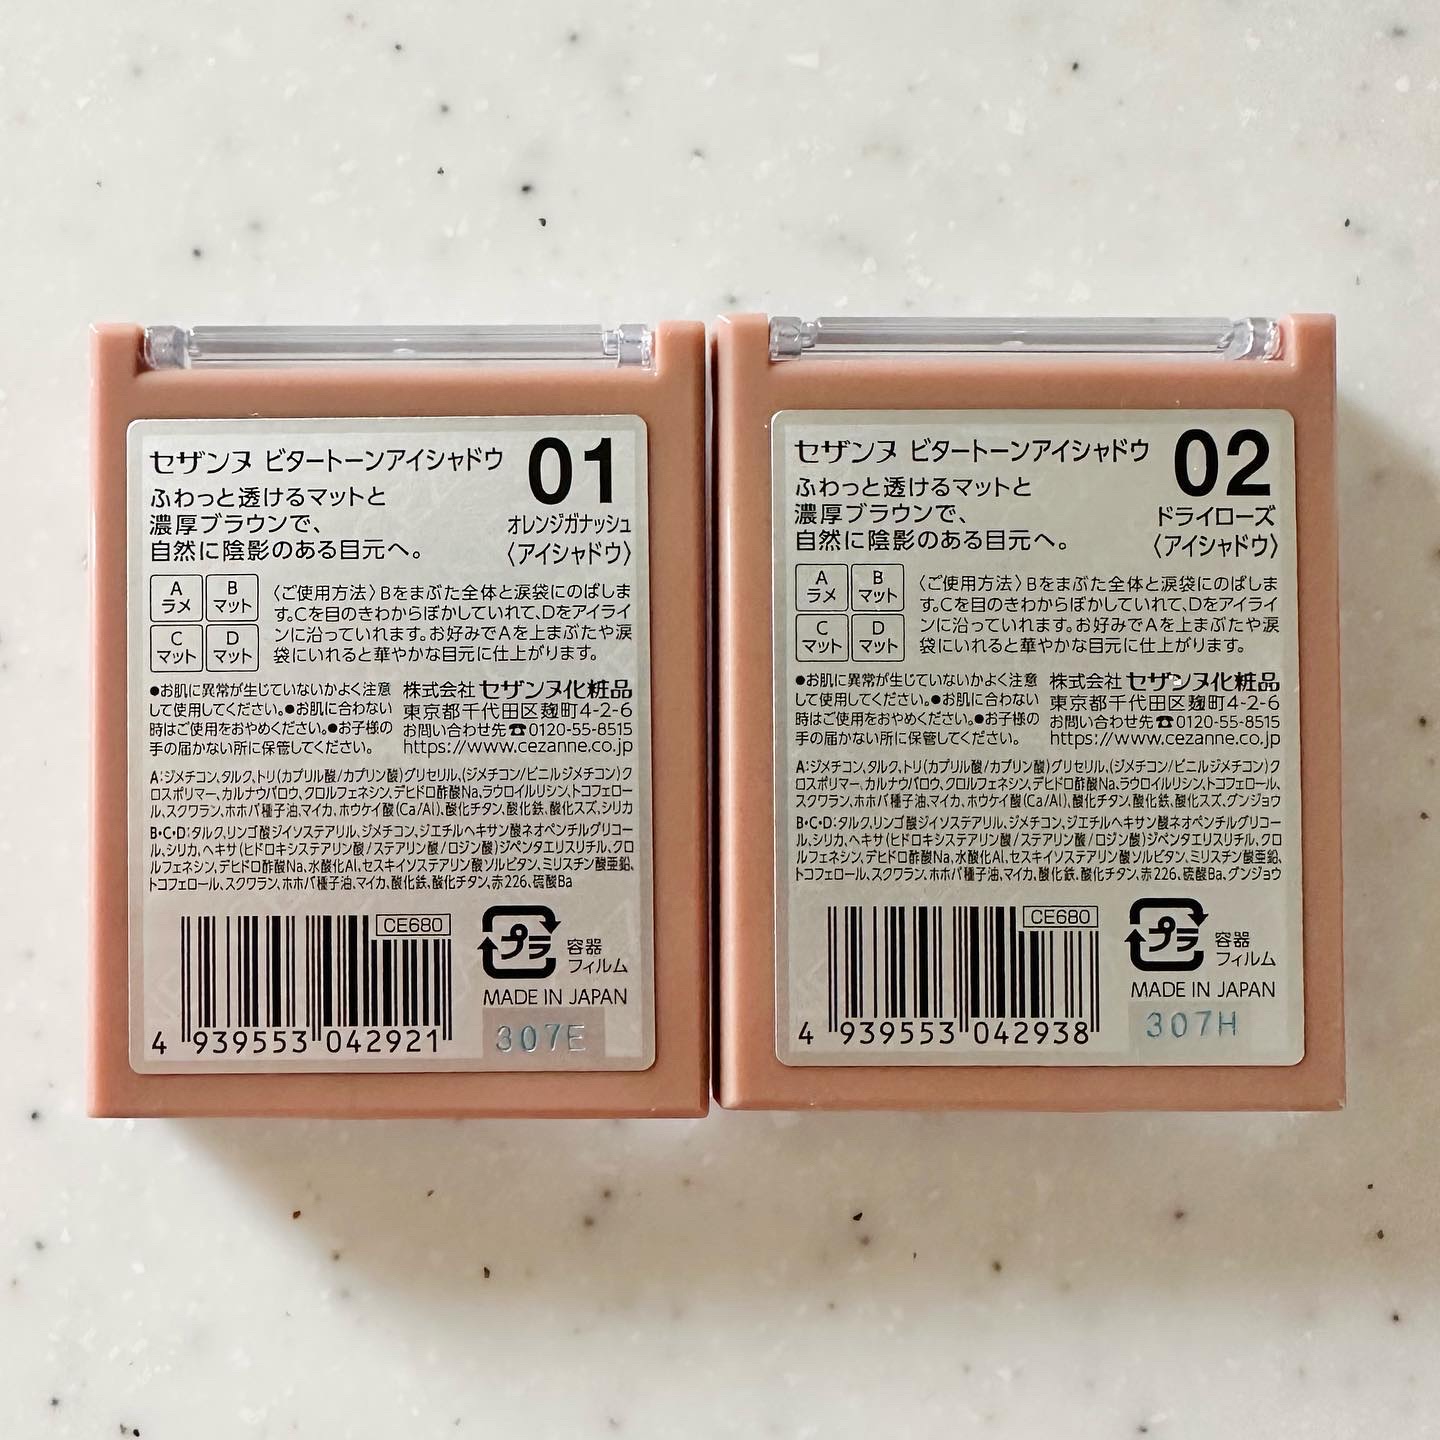 セザンヌ ビタートーンアイシャドウ
01
ふわっと透けるマットと
濃厚ブラウンで、
自然に陰影のある目元へ。
オレンジガナッシュ
〈アイシャドウ〉
A
ラメ
B
マット
C
マット
D
マット
〈ご使用方法〉Bをまぶた全体と涙袋にのばしま
す。Cを目のきわからぼかしていれて、Dをアイライ
ンに沿っていれます。お好みでAを上まぶたや涙
袋にいれると華やかな目元に仕上がります。
●お肌に異常が生じていないかよく注意
して使用してください。●お肌に合わない
時はご使用をおやめください。●お子様の
手の届かない所に保管してください。
株式会社 セザンヌ化粧品
東京都千代田区麹町4-2-6
お問い合わせ先☎0120-55-8515
https://www.cezanne.co.jp
A:ジメチコン、タルク、トリ(カプリル酸/カプリン酸)グリセリル、(ジメチコン/ビニルジメチコン)ク
ロスポリマー、カルナウバロウ、クロルフェネシン、デヒドロ酢酸Na、ラウロイルリシン、トコフェロー
ル、スクワラン、ホホバ種子油、マイカ、ホウケイ酸(Ca/Al)、酸化チタン、酸化鉄、酸化スズ、シリカ
B・C・D:タルク、リンゴ酸ジイソステアリル、ジメチコン、ジエチルヘキサン酸ネオペンチルグリコー
ル、シリカ、ヘキサ(ヒドロキシステアリン酸/ステアリン酸/ロジン酸)ジペンタエリスリチル、クロ
ルフェネシン、デヒドロ酢酸Na、水酸化Al、セスキイソステアリン酸ソルビタン、ミリスチン酸亜鉛、
トコフェロール、スクワラン、ホホバ種子油、マイカ、酸化鉄、酸化チタン、赤226、硫酸Ba
CE680
4 939553 042921
プラ
容器
フィルム
MADE IN JAPAN
307E
セザンヌ ビタートーンアイシャドウ
02
ふわっと透けるマットと
濃厚ブラウンで、
自然に陰影のある目元へ。
ドライローズ
〈アイシャドウ〉
A
ラメ
B
マット
C
マット
D
マット
〈ご使用方法〉Bをまぶた全体と涙袋にのばしま
す。Cを目のきわからぼかしていれて、Dをアイライ
ンに沿っていれます。お好みでAを上まぶたや涙
袋にいれると華やかな目元に仕上がります。
●お肌に異常が生じていないかよく注意
して使用してください。●お肌に合わない
時はご使用をおやめください。●お子様の
手の届かない所に保管してください。
株式会社 セザンヌ化粧品
東京都千代田区麹町4-2-6
お問い合わせ先☎0120-55-8515
https://www.cezanne.co.jp
A:ジメチコン、タルク、トリ(カプリル酸/カプリン酸)グリセリル、(ジメチコン/ビニルジメチコン)ク
ロスポリマー、カルナウバロウ、クロルフェネシン、デヒドロ酢酸Na、ラウロイルリシン、トコフェロール、
スクワラン、ホホバ種子油、マイカ、ホウケイ酸(Ca/Al)、酸化チタン、酸化鉄、酸化スズ、グンジョウ
B・C・D:タルク、リンゴ酸ジイソステアリル、ジメチコン、ジエチルヘキサン酸ネオペンチルグリコー
ル、シリカ、ヘキサ(ヒドロキシステアリン酸/ステアリン酸/ロジン酸)ジペンタエリスリチル、クロ
ルフェネシン、デヒドロ酢酸Na、水酸化Al、セスキイソステアリン酸ソルビタン、ミリスチン酸亜鉛、
トコフェロール、スクワラン、ホホバ種子油、マイカ、酸化鉄、酸化チタン、赤226、硫酸Ba、グンジョウ
CE680
4 939553 042938
プラ
容器
フィルム
MADE IN JAPAN
307H